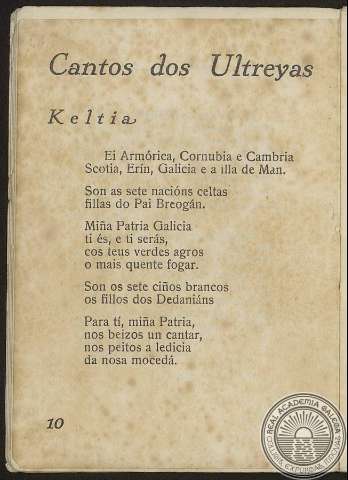 Cantos dos Ultreyas
Keltia
Ei Armórica, Cornubia e Cambria
Scotia, Erín, Galicia e a illa de Man.
Son as sete nacións celtas
fillas do Pai Breogán.
Miña Patria Galicia
ti és, e ti serás,
cos teus verdes agros
o mais quente fogar.
Son os sete ciños brancos
os fillos dos Dedaniáns
Para tí, miña Patria,
nos beizos un cantar,
nos peitos a ledicia
da nosa mocedá.
10
REAL ACADEMIA GALLEGA